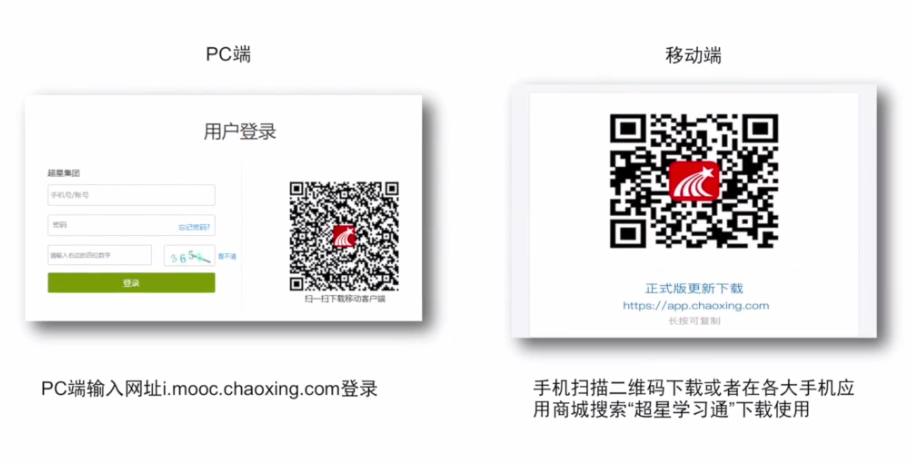 PC端
移动端
用户登录
超星集团
手机号/账号
密码
忘记密码?
请输入右边的四位数字
看不清
登录
扫一扫下载移动客户端
正式版更新下载
https://app.chaoxing.com
长按可复制
PC端输入网址i.mooc.chaoxing.com登录
手机扫描二维码下载或者在各大手机应
用商城搜索“超星学习通”下载使用